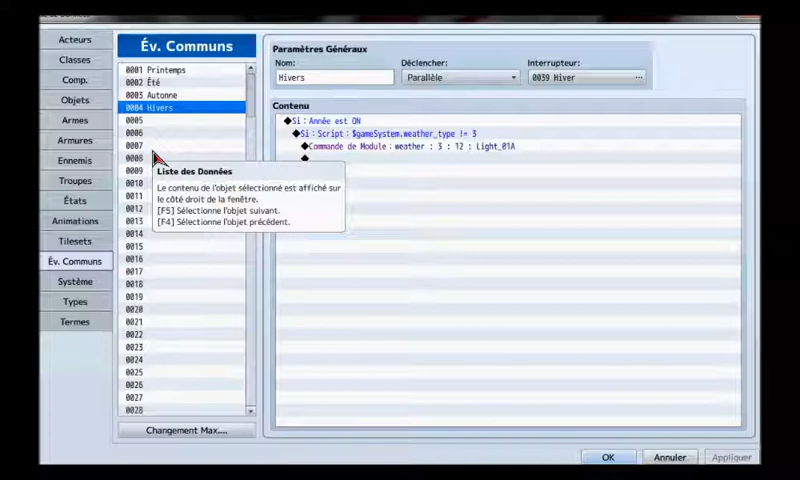 Acteurs
Classes
Comp.
Objets
Armes
Armures
Ennemis
Troupes
États
Animations
Tilesets
Év. Communs
Système
Types
Termes
Év. Communs
0001 Printemps
0002 Été
0003 Autonne
0004 Hivers
0005
0006
0007
0008
0009
0010
0011
0012
0013
0014
0015
0016
0017
0018
0019
0020
0021
0022
0023
0024
0025
0026
0027
0028
Changement Max....
Liste des Données
Le contenu de l'objet sélectionné est affiché sur
le côté droit de la fenêtre.
[F5] Sélectionne l'objet suivant.
[F4] Sélectionne l'objet précédent.
Paramètres Généraux
Nom:
Hivers
Déclencher:
Parallèle
Interrupteur:
0039 Hiver ...
Contenu
◆Si : Année est ON
◆Si : Script : $gameSystem.weather_type != 3
◆Commande de Module : weather : 3 : 12 : Light_01A
◆
OK
Annuler
Appliquer